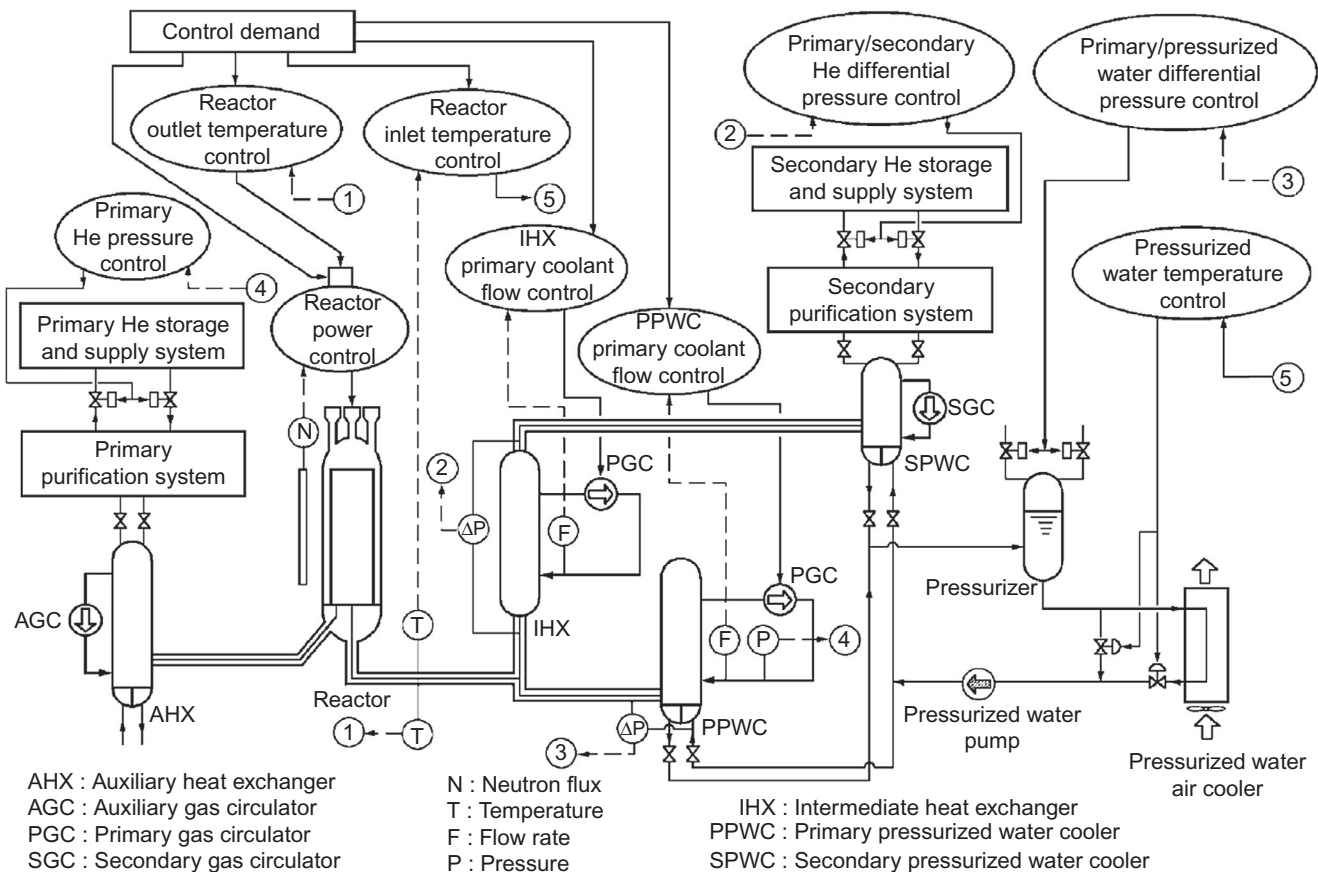 Control demand
Reactor
outlet temperature
control
Reactor
inlet temperature
control
Primary/secondary
He differential
pressure control
Primary/pressurized
water differential
pressure control
1
5
2
3
Primary
He pressure
control
4
IHX
primary coolant
flow control
Secondary He storage
and supply system
Pressurized
water temperature
control
Primary He storage
and supply system
Reactor
power
control
PPWC
primary coolant
flow control
Secondary
purification system
5
Primary
purification system
N
SGC
SPWC
2
PGC
ΔP
F
Pressurizer
PGC
AGC
T
IHX
F
P
4
AHX
Reactor
1
T
3
ΔP
PPWC
Pressurized water
pump
Pressurized water
air cooler
AHX : Auxiliary heat exchanger
AGC : Auxiliary gas circulator
PGC : Primary gas circulator
SGC : Secondary gas circulator
N : Neutron flux
T : Temperature
F : Flow rate
P : Pressure
IHX : Intermediate heat exchanger
PPWC : Primary pressurized water cooler
SPWC : Secondary pressurized water cooler